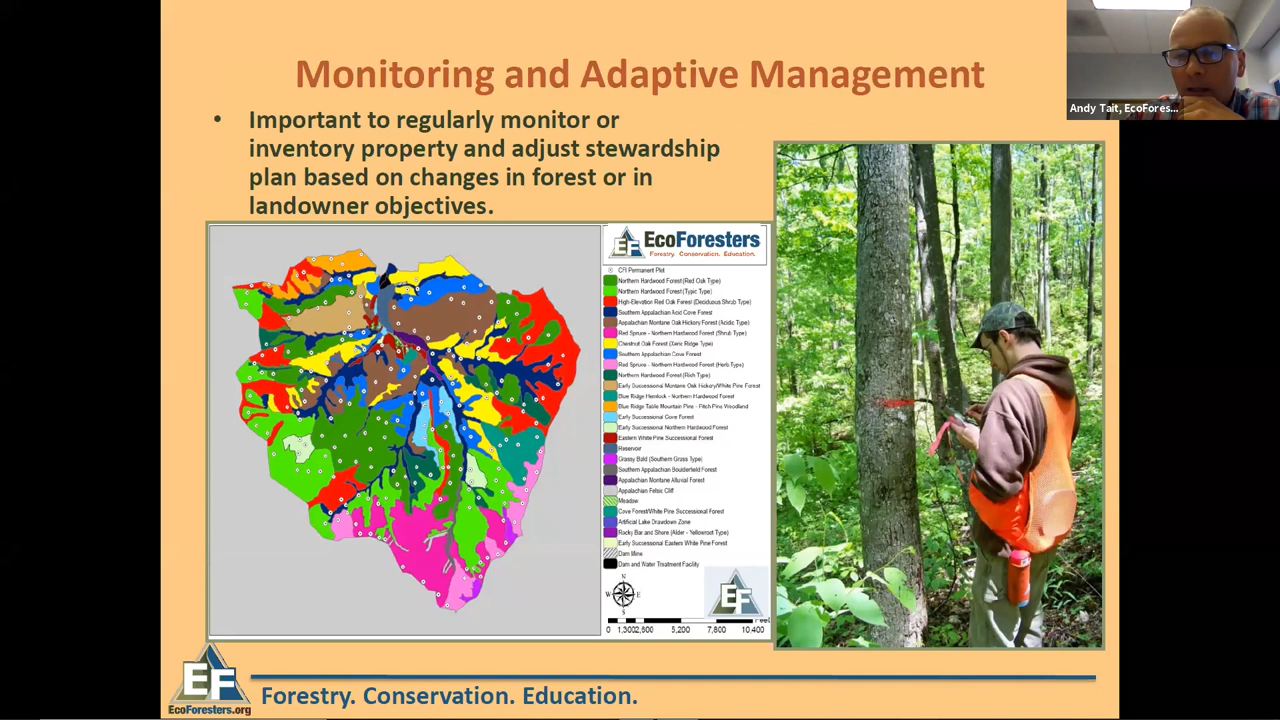 Monitoring and Adaptive Management
Andy Tait, EcoFores...
• Important to regularly monitor or
inventory property and adjust stewardship
plan based on changes in forest or in
landowner objectives.
EF EcoForesters
Forestry. Conservation. Education.
CFI Permanent Plot
Northern Hardwood Forest (Red Oak Type)
Northern Hardwood Forest (Typic Type)
High-Elevation Red Oak Forest (Deciduous Shrub Type)
Southern Appalachian Acid Cove Forest
Appalachian Montane Oak Hickory Forest (Acidic Type)
Red Spruce - Northern Hardwood Forest (Shrub Type)
Chestnut Oak Forest (Xeric Ridge Type)
Southern Appalachian Cove Forest
Red Spruce - Northern Hardwood Forest (Herb Type)
Northern Hardwood Forest (Rich Type)
Early Successional Montane Oak Hickory/White Pine Forest
Blue Ridge Hemlock - Northern Hardwood Forest
Blue Ridge Table Mountain Pine - Pitch Pine Woodland
Early Successional Cove Forest
Early Successional Northern Hardwood Forest
Eastern White Pine Successional Forest
Reservoir
Grassy Bald (Southern Grass Type)
Southern Appalachian Boulderfield Forest
Appalachian Montane Alluvial Forest
Appalachian Felsic Cliff
Meadow
Cove Forest/White Pine Successional Forest
Artificial Lake Drawdown Zone
Rocky Bar and Shore (Alder - Yellowroot Type)
Early Successional Eastern White Pine Forest
Dam
Dam and Water Treatment Facility
N
W E
S
EF
Feet
0 1,300 2,600 5,200 7,800 10,400
EF
EcoForesters.org
Forestry. Conservation. Education.